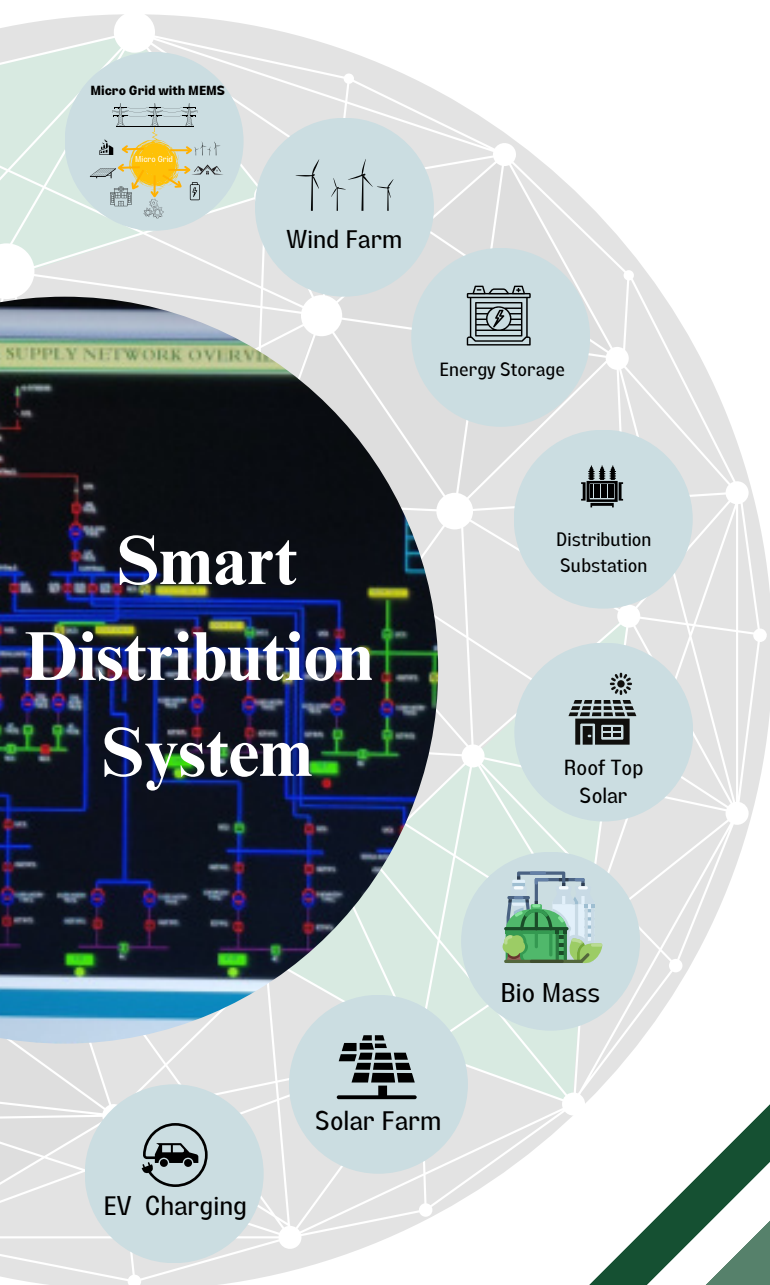 Micro Grid with MEMS
Micro Grid
Wind Farm
Energy Storage
SUPPLY NETWORK OVERVI
Distribution
Substation
Smart
Distribution
System
Roof Top
Solar
Bio Mass
Solar Farm
EV Charging